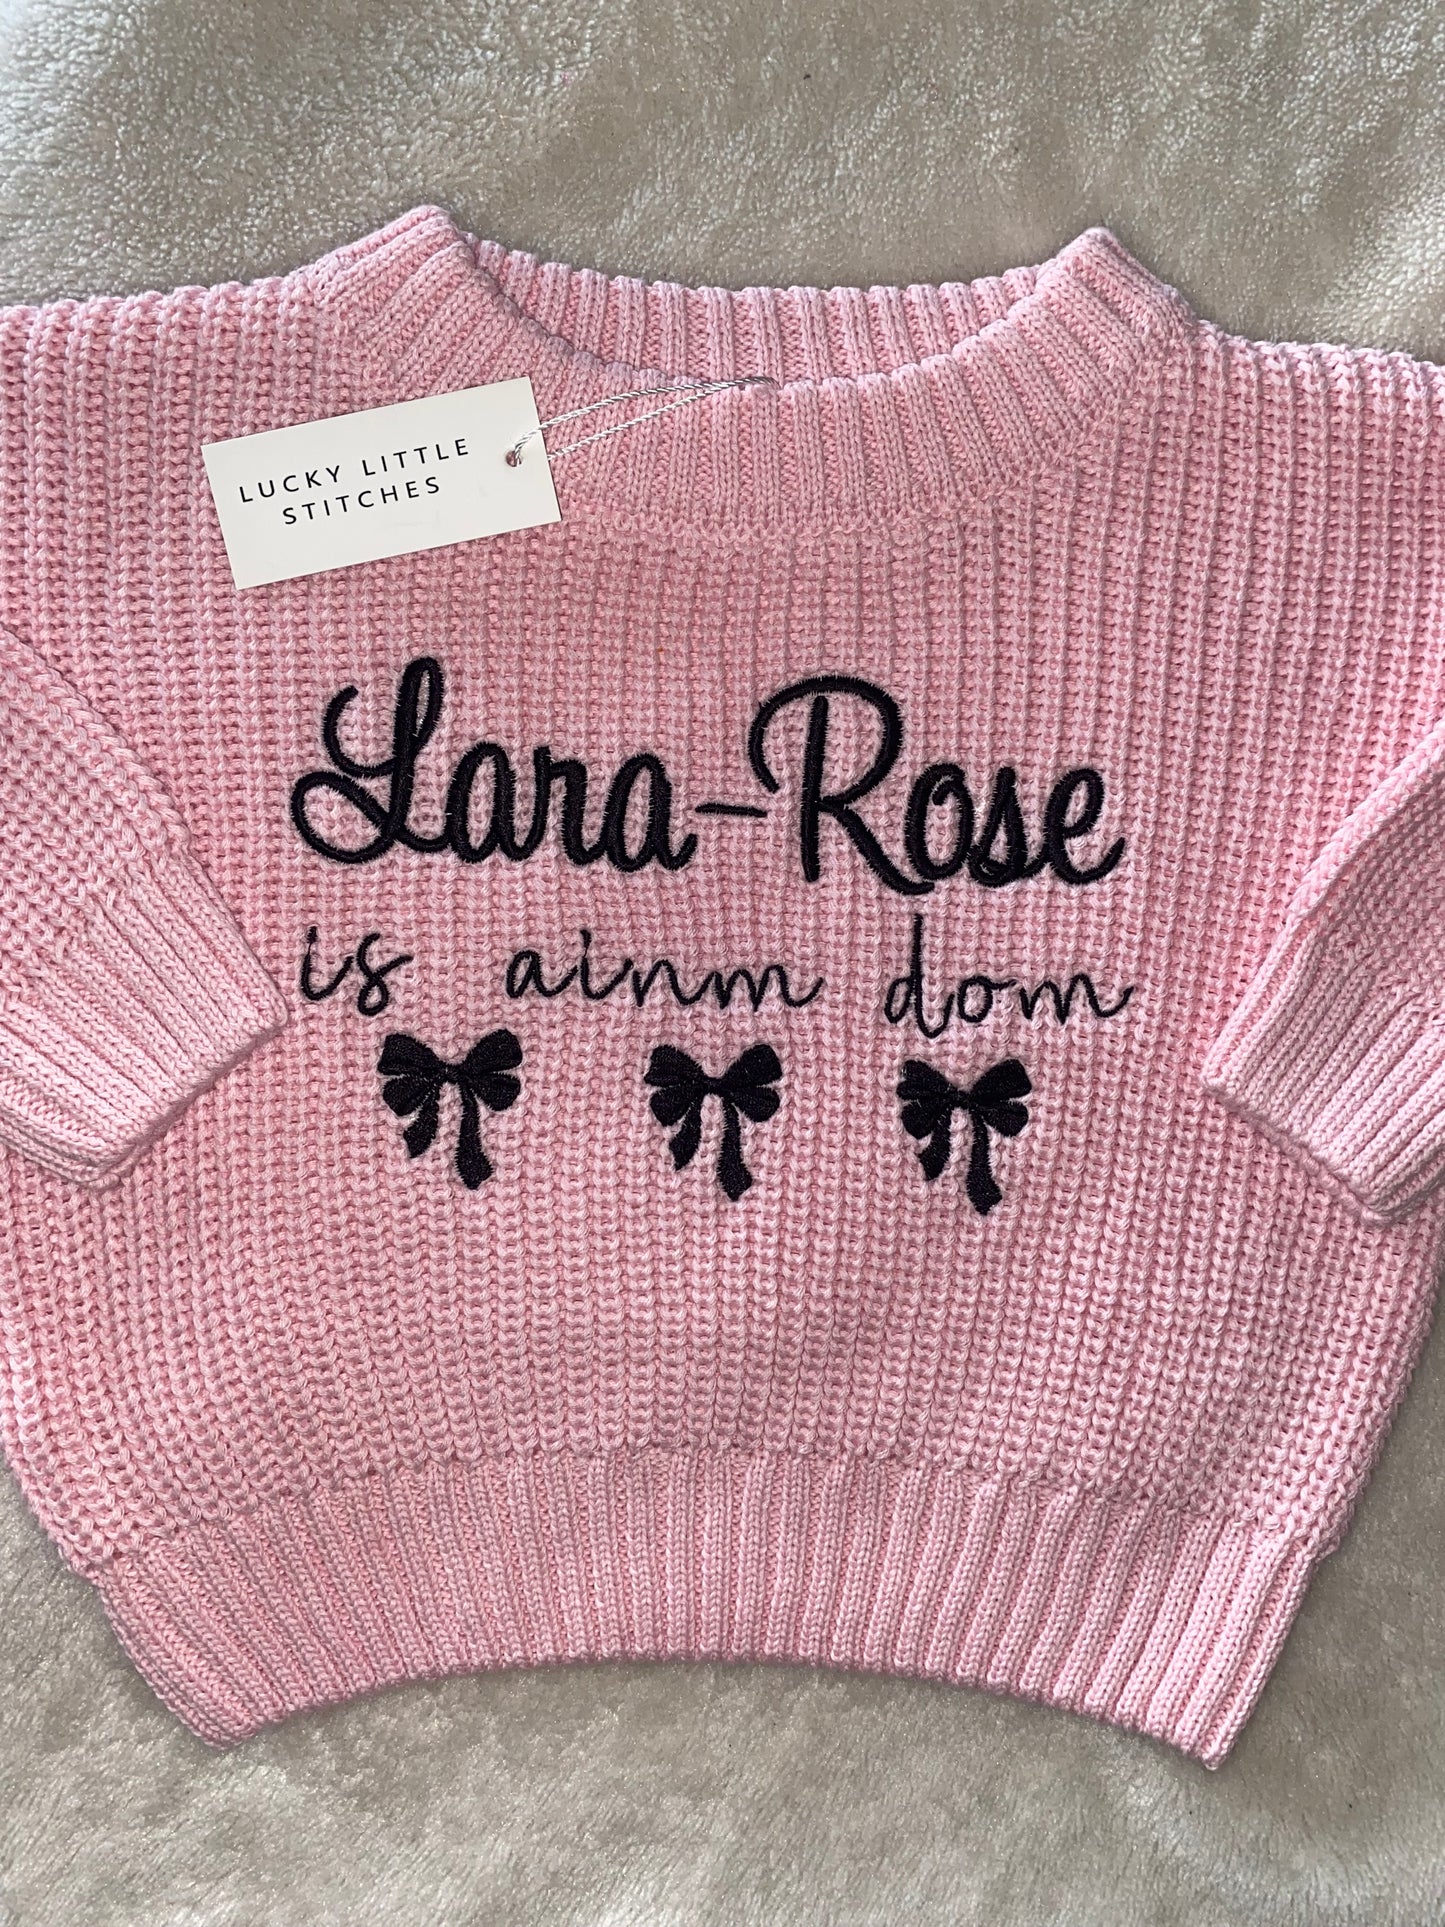 LUCKY LITTLE
STITCHES
Lara-Rose
is ainm dom